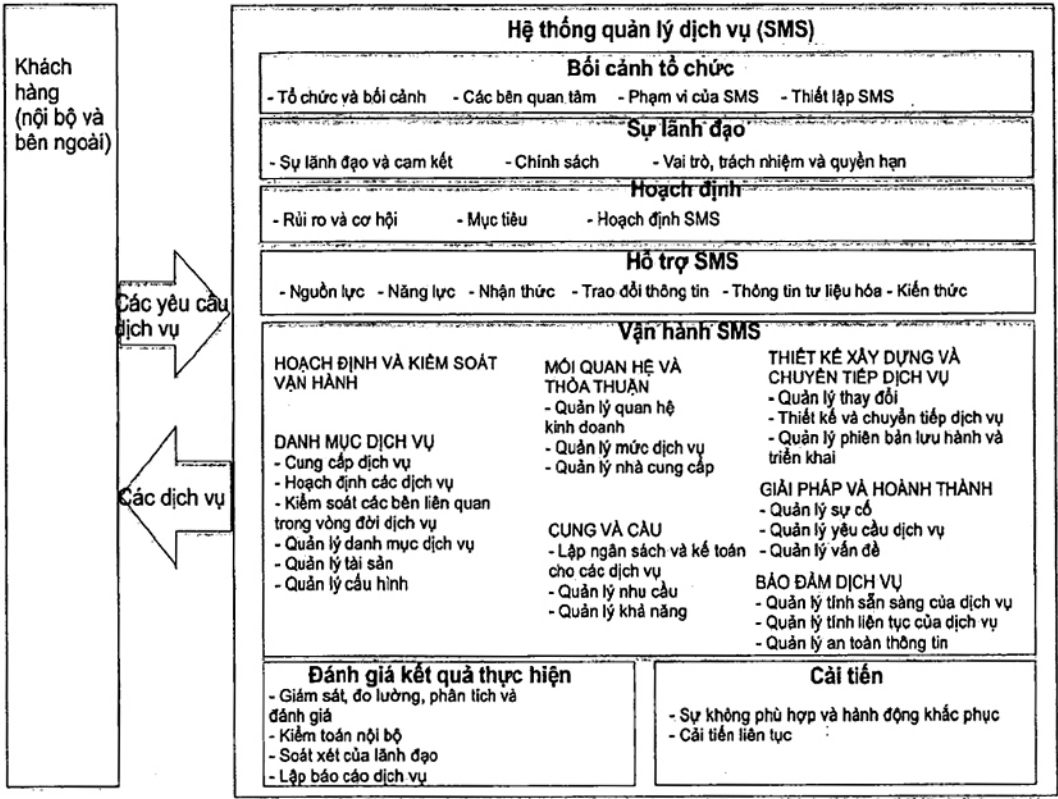 Khách
hàng
(nội bộ và
bên ngoài)
Các yêu cầu
dịch vụ
Các dịch vụ
Hệ thống quản lý dịch vụ (SMS)
Bối cảnh tổ chức
- Tổ chức và bối cảnh - Các bên quan tâm - Phạm vi của SMS - Thiết lập SMS
Sự lãnh đạo
- Sự lãnh đạo và cam kết - Chính sách - Vai trò, trách nhiệm và quyền hạn
Hoạch định
- Rủi ro và cơ hội - Mục tiêu - Hoạch định SMS
Hỗ trợ SMS
- Nguồn lực - Năng lực - Nhận thức - Trao đổi thông tin - Thông tin tư liệu hóa - Kiến thức
Vận hành SMS
HOẠCH ĐỊNH VÀ KIỂM SOÁT
VẬN HÀNH
DANH MỤC DỊCH VỤ
- Cung cấp dịch vụ
- Hoạch định các dịch vụ
- Kiểm soát các bên liên quan
trong vòng đời dịch vụ
- Quản lý danh mục dịch vụ
- Quản lý tài sản
- Quản lý cấu hình
MỐI QUAN HỆ VÀ
THỎA THUẬN
- Quản lý quan hệ
kinh doanh
- Quản lý mức dịch vụ
- Quản lý nhà cung cấp
CUNG VÀ CẦU
- Lập ngân sách và kế toán
cho các dịch vụ
- Quản lý nhu cầu
- Quản lý khả năng
THIẾT KẾ XÂY DỰNG VÀ
CHUYỂN TIẾP DỊCH VỤ
- Quản lý thay đổi
- Thiết kế và chuyển tiếp dịch vụ
- Quản lý phiên bản lưu hành và
triển khai
GIẢI PHÁP VÀ HOÀNH THÀNH
- Quản lý sự cố
- Quản lý yêu cầu dịch vụ
- Quản lý vấn đề
BẢO ĐẢM DỊCH VỤ
- Quản lý tính sẵn sàng của dịch vụ
- Quản lý tính liên tục của dịch vụ
- Quản lý an toàn thông tin
Đánh giá kết quả thực hiện
- Giám sát, đo lường, phân tích và
đánh giá
- Kiểm toán nội bộ
- Soát xét của lãnh đạo
- Lập báo cáo dịch vụ
Cải tiến
- Sự không phù hợp và hành động khắc phục
- Cải tiến liên tục